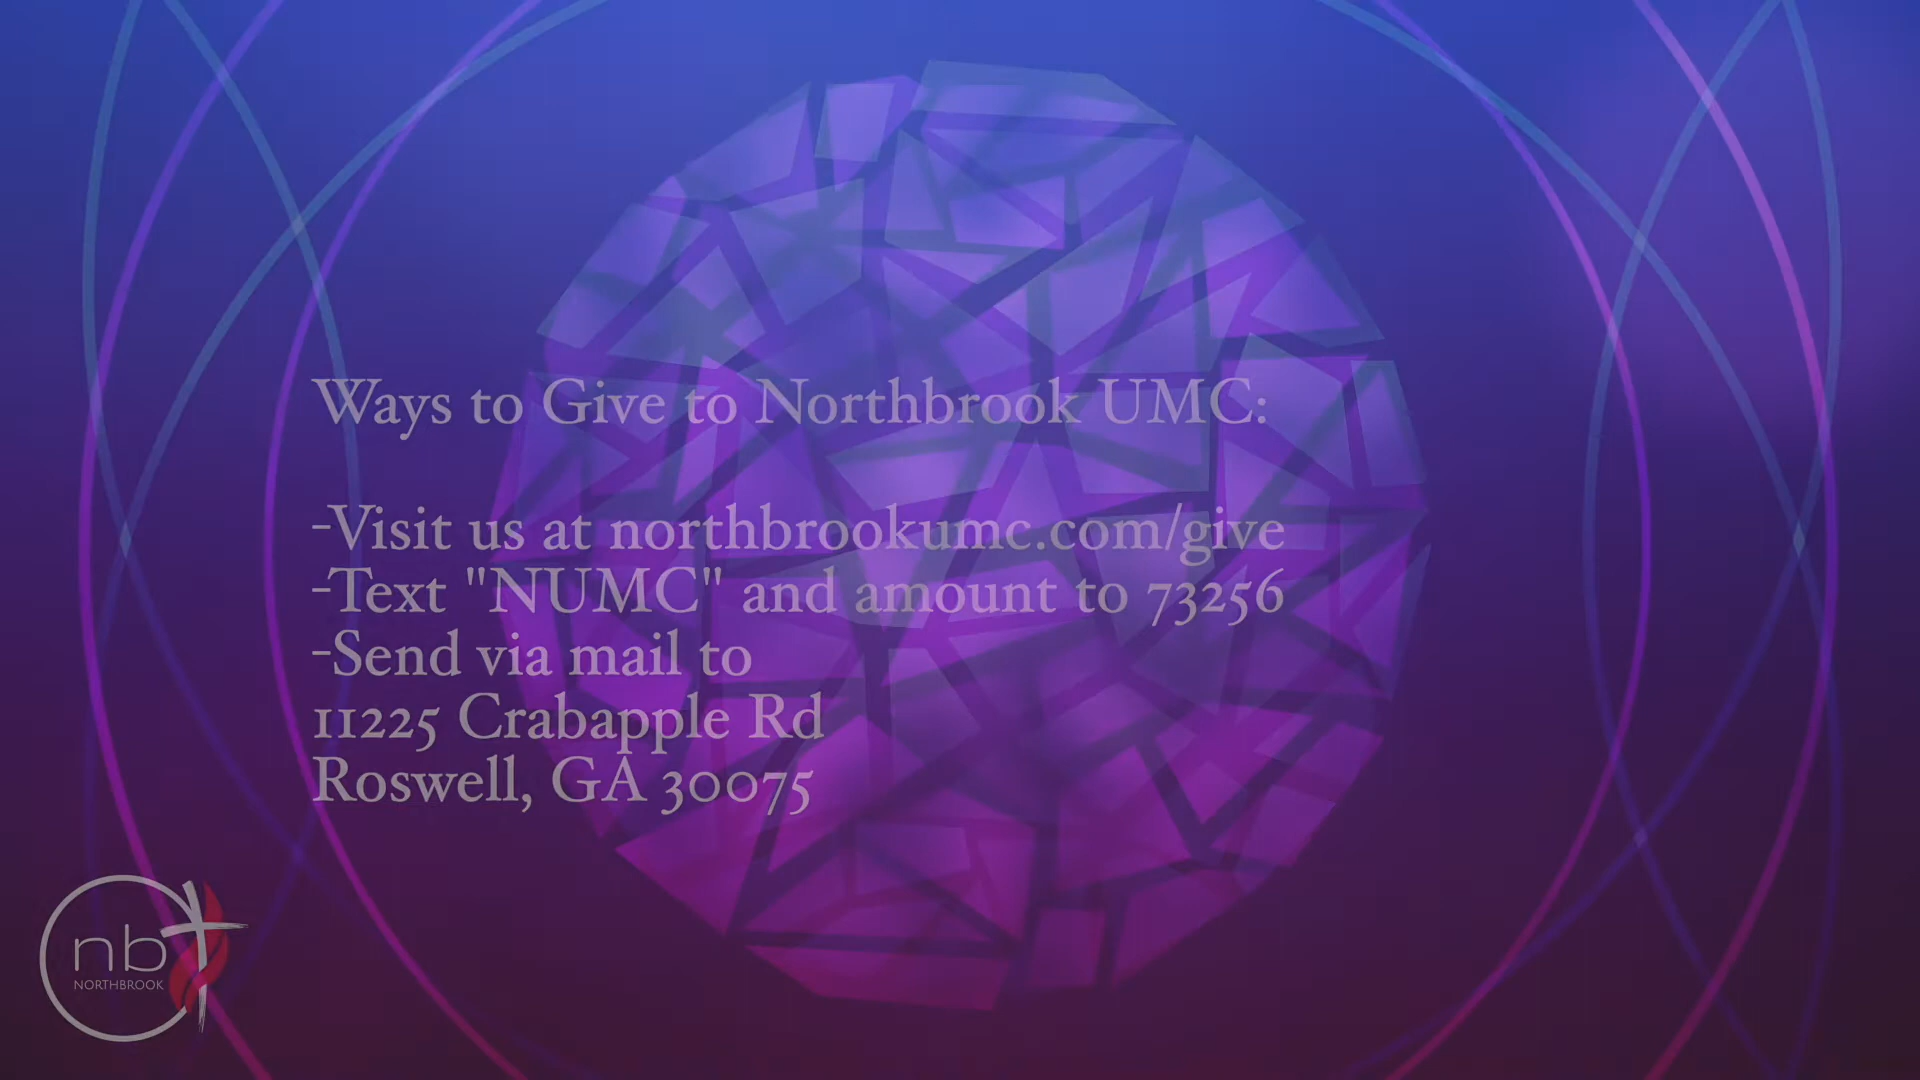 Ways to Give to Northbrook UMC:
-Visit us at northbrookumc.com/give
-Text "NUMC" and amount to 73256
-Send via mail to
11225 Crabapple Rd
Roswell, GA 30075
nb
NORTHBROOK